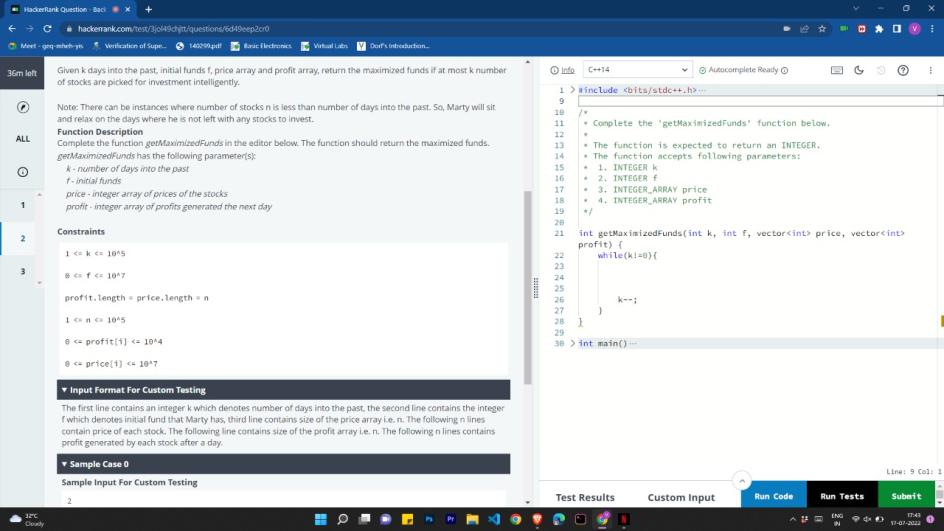 HackerRank Question - Baci
hackerrank.com/test/3jol49chjtt/questions/6d49eep2cr0
Meet - geq-mheh-yis
Verification of Supe...
140299.pdf
Basic Electronics
Virtual Labs
Dorf's Introduction...
36m left
ALL
1
2
3
Given k days into the past, initial funds f, price array and profit array, return the maximized funds if at most k number
of stocks are picked for investment intelligently.
Note: There can be instances where number of stocks n is less than number of days into the past. So, Marty will sit
and relax on the days where he is not left with any stocks to invest.
Function Description
Complete the function getMaximizedFunds in the editor below. The function should return the maximized funds.
getMaximizedFunds has the following parameter(s):
k - number of days into the past
f - initial funds
price - integer array of prices of the stocks
profit - integer array of profits generated the next day
Constraints
1 <= k <= 10^5
0 <= f <= 10^7
profit.length = price.length = n
1 <= n <= 10^5
0 <= profit[i] <= 10^4
0 <= price[i] <= 10^7
Input Format For Custom Testing
The first line contains an integer k which denotes number of days into the past, the second line contains the integer
f which denotes initial fund that Marty has, third line contains size of the price array i.e. n. The following n lines
contain price of each stock. The following line contains size of the profit array i.e. n. The following n lines contains
profit generated by each stock after a day.
Sample Case 0
Sample Input For Custom Testing
2
Info
C++14
Autocomplete Ready
1 #include <bits/stdc++.h>...
9
10 /*
11 * Complete the 'getMaximizedFunds' function below.
12 *
13 * The function is expected to return an INTEGER.
14 * The function accepts following parameters:
15 * 1. INTEGER k
16 * 2. INTEGER f
17 * 3. INTEGER_ARRAY price
18 * 4. INTEGER_ARRAY profit
19 */
20
21 int getMaximizedFunds(int k, int f, vector<int> price, vector<int>
profit) {
22 while(k!=0){
23
24
25
26 k--;
27 }
28 }
29
30 int main() ...
Line: 9 Col: 1
Test Results
Custom Input
Run Code
Run Tests
Submit
32°C
Cloudy
ENG
IN
17:43
17-07-2022